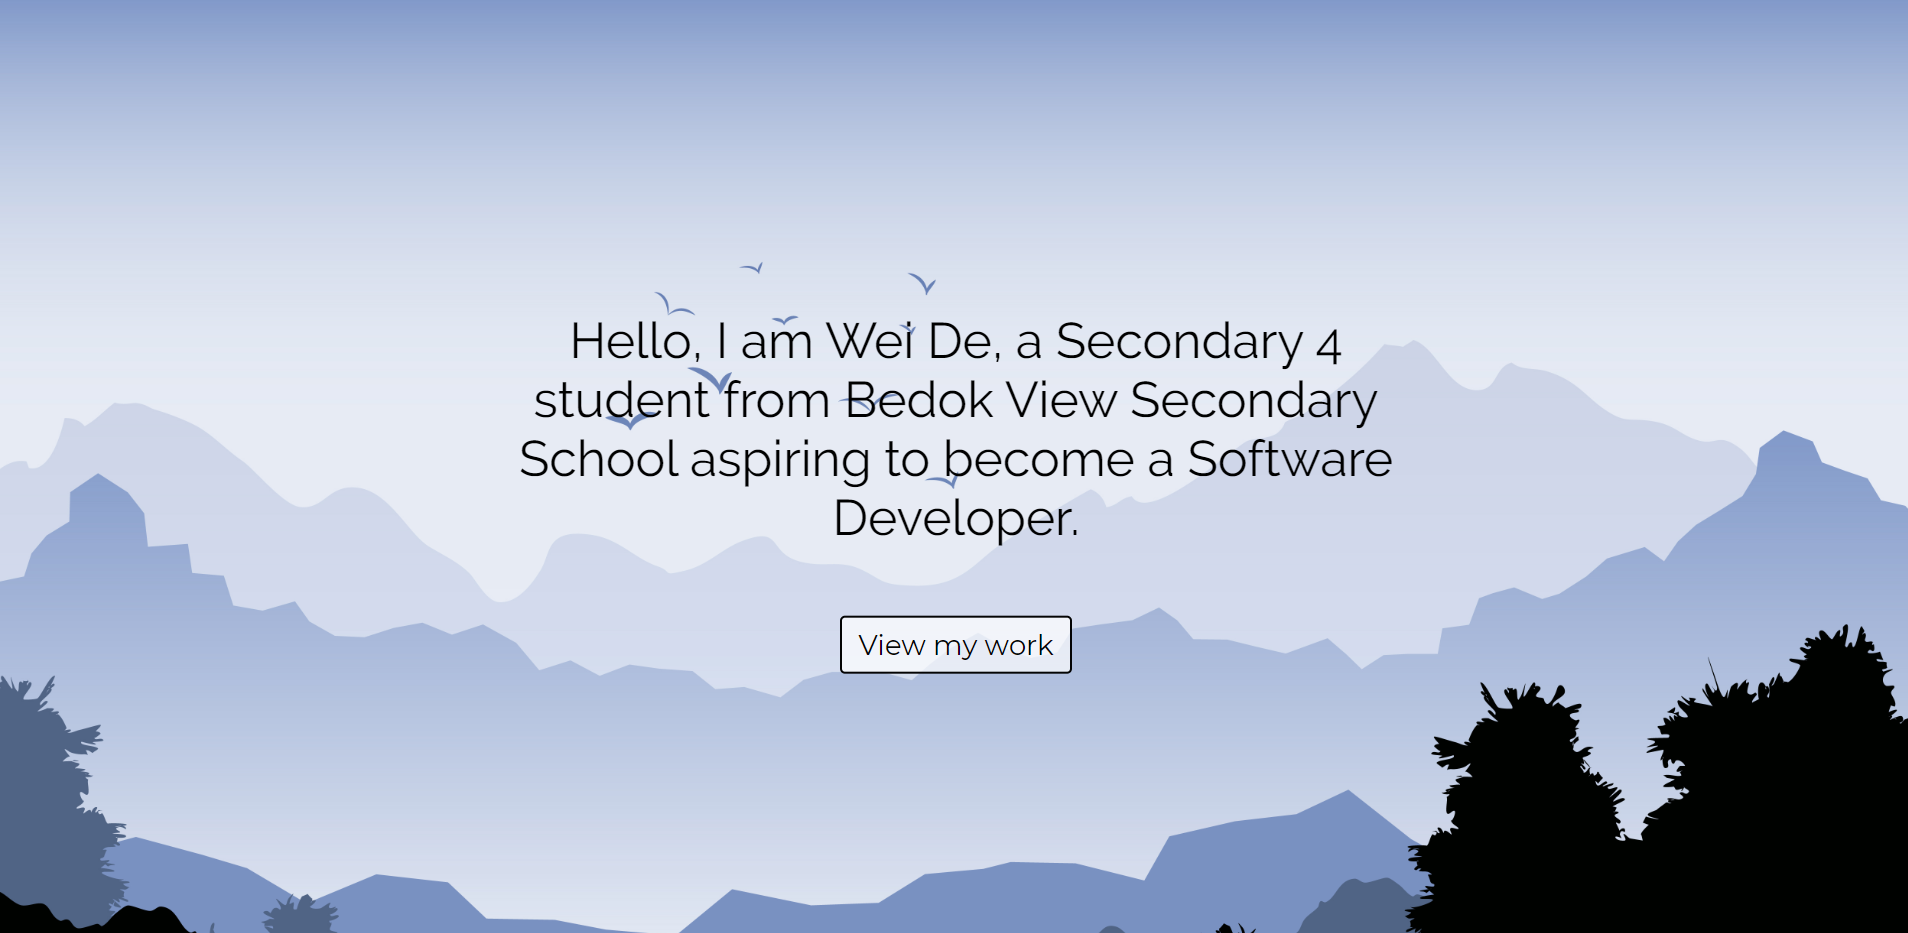 Hello, I am Wei De, a Secondary 4
student from Bedok View Secondary
School aspiring to become a Software
Developer.
View my work